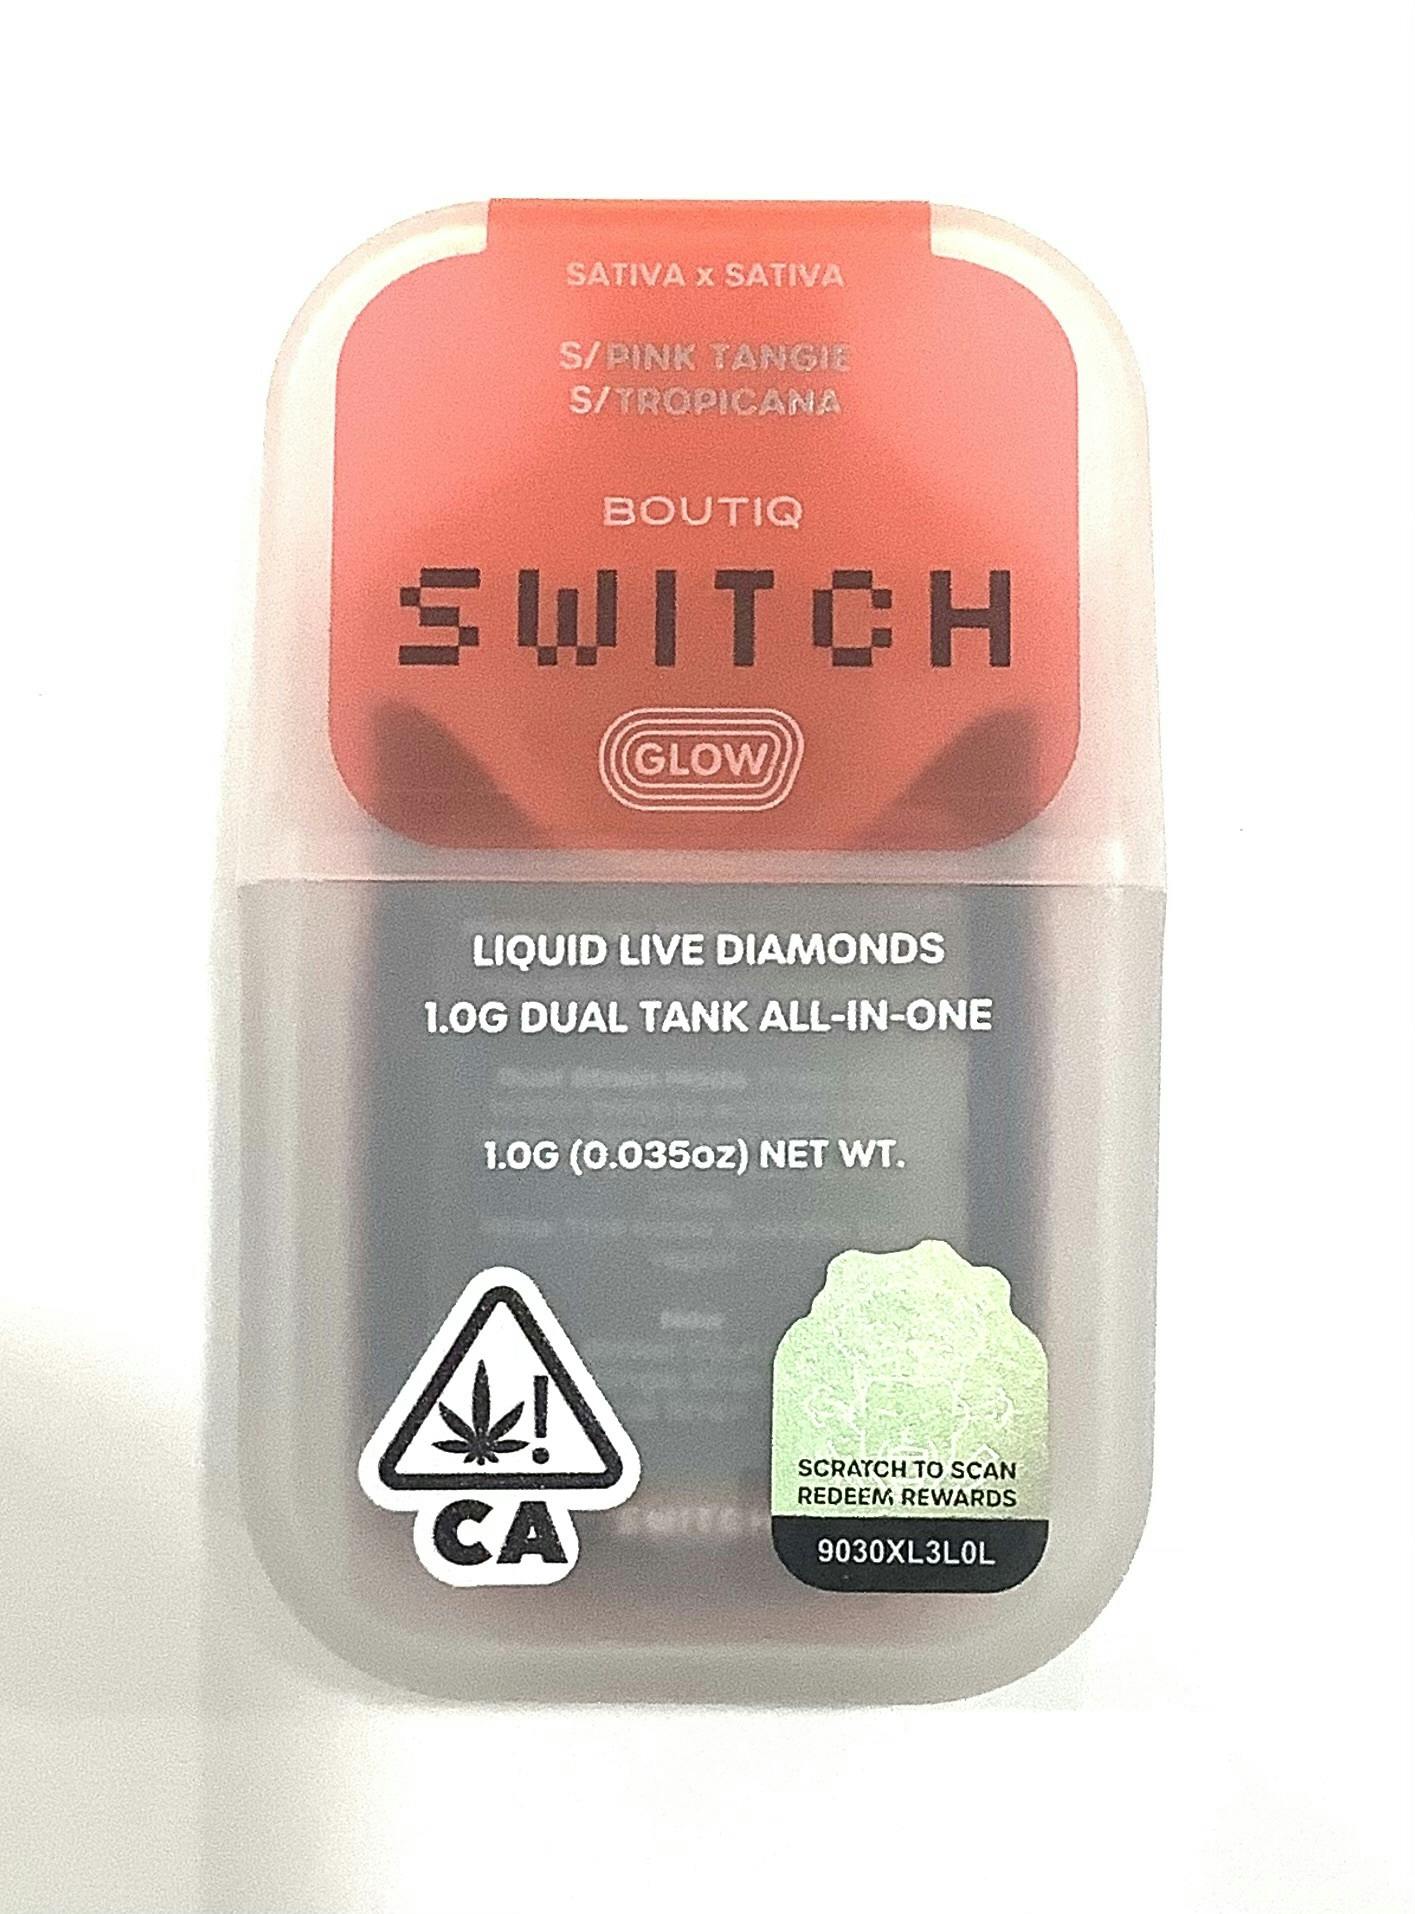 SATIVA x SATIVA
S/PINK TANGIE
S/TROPICANA
BOUTIQ
SWITCH
GLOW
LIQUID LIVE DIAMONDS
1.0G DUAL TANK ALL-IN-ONE
1.0G (0.035oz) NET WT.
!
CA
SWITCH
SCRATCH TO SCAN
REDEEM REWARDS
9030XL3L0L